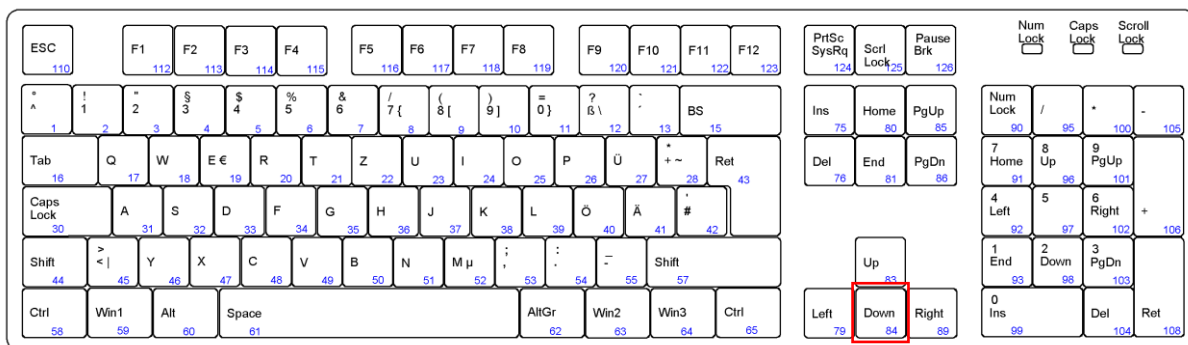 Num Lock Caps Lock Scroll Lock
ESC F1 F2 F3 F4 F5 F6 F7 F8 F9 F10 F11 F12 PrtSc SysRq Scrl Lock Pause Brk
110 112 113 114 115 116 117 118 119 120 121 122 123 124 125 126
° ! " § $ % & / ( ) = ? `
^ 1 2 3 4 5 6 7 { 8 [ 9 ] 0 } ß \ ´ BS Ins Home PgUp Num Lock / * -
1 2 3 4 5 6 7 8 9 10 11 12 13 15 75 80 85 90 95 100 105
Tab Q W E € R T Z U I O P Ü * + ~ Ret Del End PgDn 7 Home 8 Up 9 PgUp
16 17 18 19 20 21 22 23 24 25 26 27 28 43 76 81 86 91 96 101
Caps Lock A S D F G H J K L Ö Ä ' # 4 Left 5 6 Right +
30 31 32 33 34 35 36 37 38 39 40 41 42 92 97 102 106
Shift > < | Y X C V B N M µ ; , : . _ - Shift Up 1 End 2 Down 3 PgDn
44 45 46 47 48 49 50 51 52 53 54 55 57 83 93 98 103
Ctrl Win1 Alt Space AltGr Win2 Win3 Ctrl Left Down Right 0 Ins Del Ret
58 59 60 61 62 63 64 65 79 84 89 99 104 108